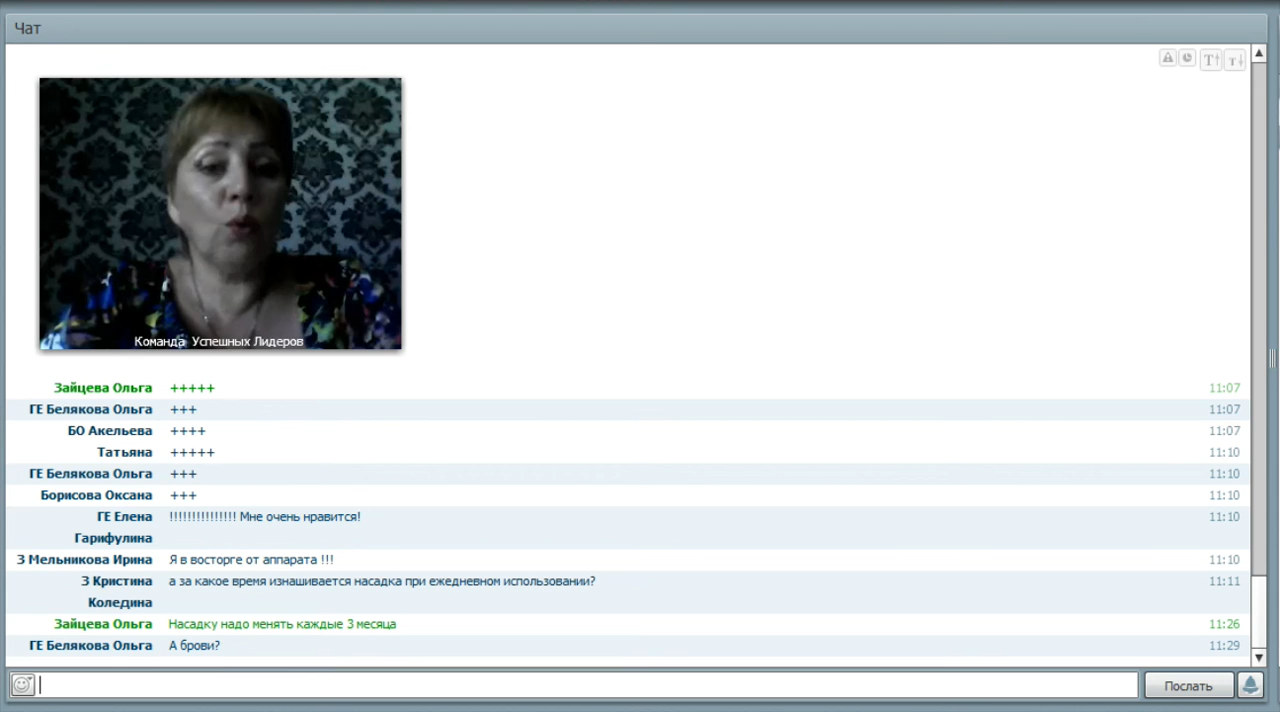 Чат
Команда Успешных Лидеров
Зайцева Ольга +++++ 11:07
ГЕ Белякова Ольга +++ 11:07
БО Акельева ++++ 11:07
Татьяна +++++ 11:10
ГЕ Белякова Ольга +++ 11:10
Борисова Оксана +++ 11:10
ГЕ Елена !!!!!!!!!!!!!!! Мне очень нравится! 11:10
Гарифулина
З Мельникова Ирина Я в восторге от аппарата !!! 11:10
З Кристина а за какое время изнашивается насадка при ежедневном использовании? 11:11
Коледина
Зайцева Ольга Насадку надо менять каждые 3 месяца 11:26
ГЕ Белякова Ольга А брови? 11:29
Послать